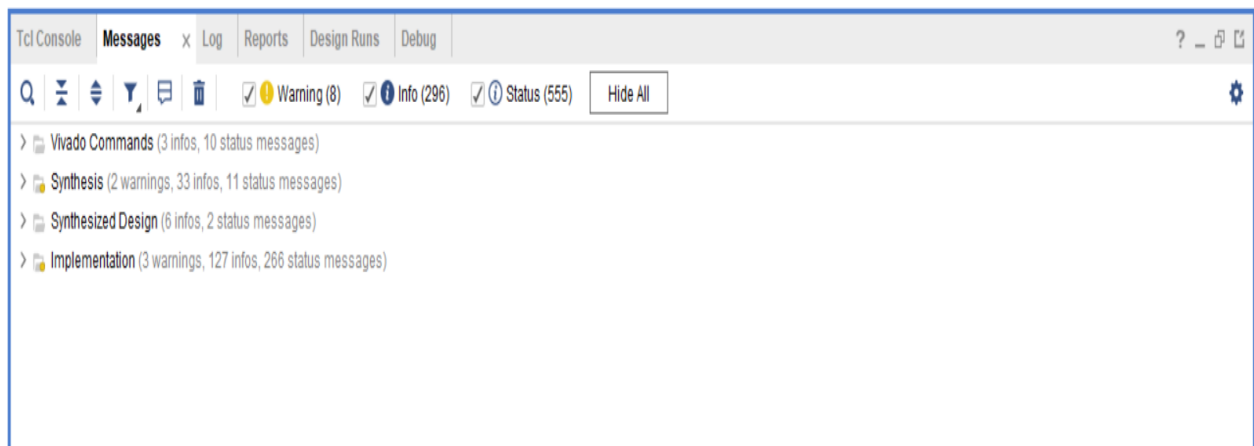 Tcl Console Messages x Log Reports Design Runs Debug ?
Warning (8) Info (296) Status (555) Hide All
Vivado Commands (3 infos, 10 status messages)
Synthesis (2 warnings, 33 infos, 11 status messages)
Synthesized Design (6 infos, 2 status messages)
Implementation (3 warnings, 127 infos, 266 status messages)